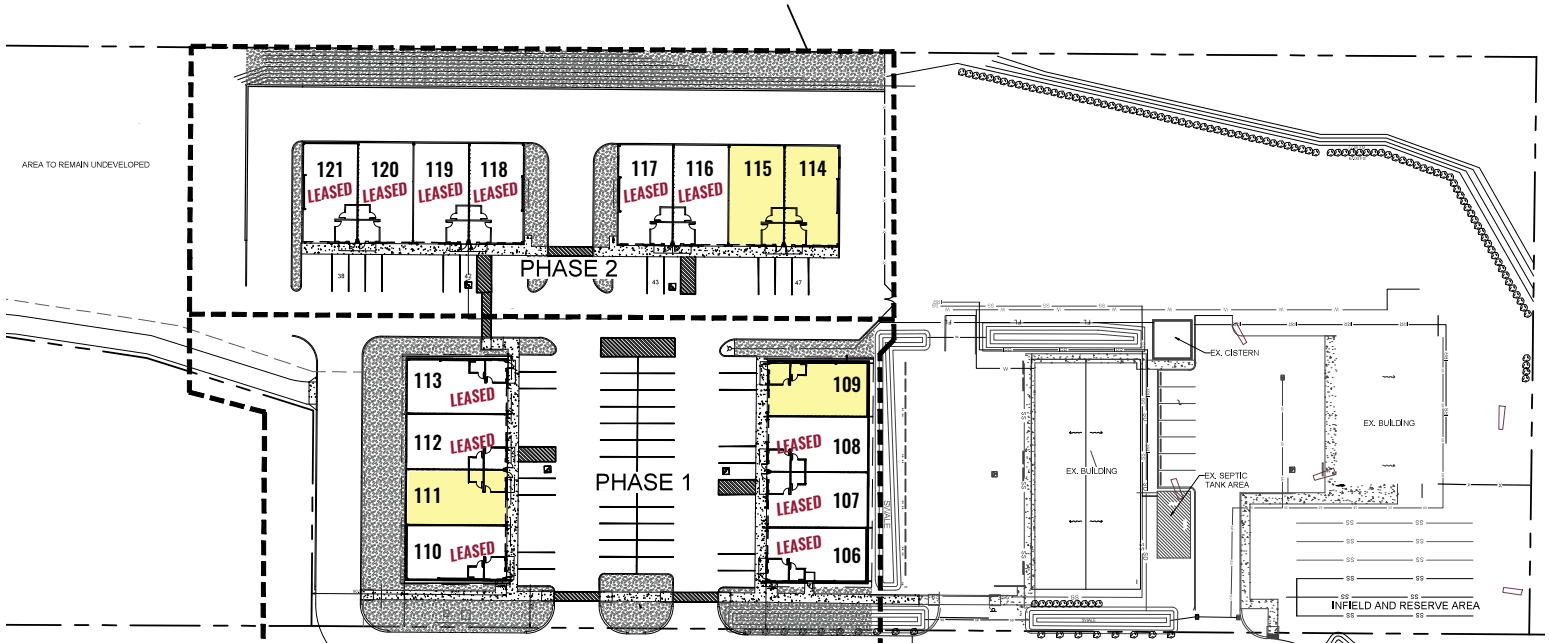 AREA TO REMAIN UNDEVELOPED
121
120
119
118
117
116
115
114
LEASED
LEASED
LEASED
LEASED
LEASED
LEASED
PHASE 2
38
42
43
47
113
LEASED
112
LEASED
111
110
LEASED
PHASE 1
109
108
LEASED
107
LEASED
106
LEASED
SWALE
EX. BUILDING
EX. CISTERN
EX. SEPTIC
TANK AREA
EX. BUILDING
INFIELD AND RESERVE AREA
SWALE